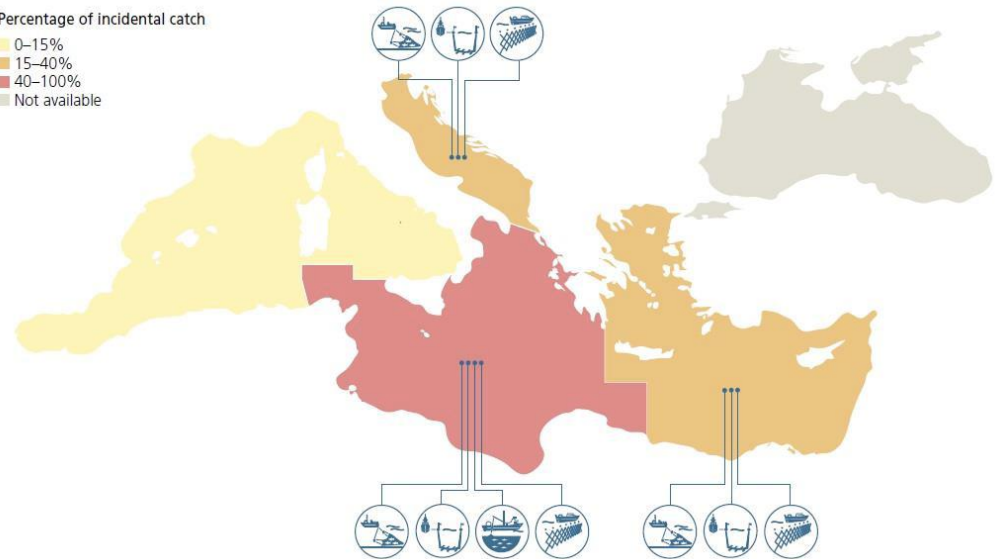 Percentage of incidental catch
0–15%
15–40%
40–100%
Not available